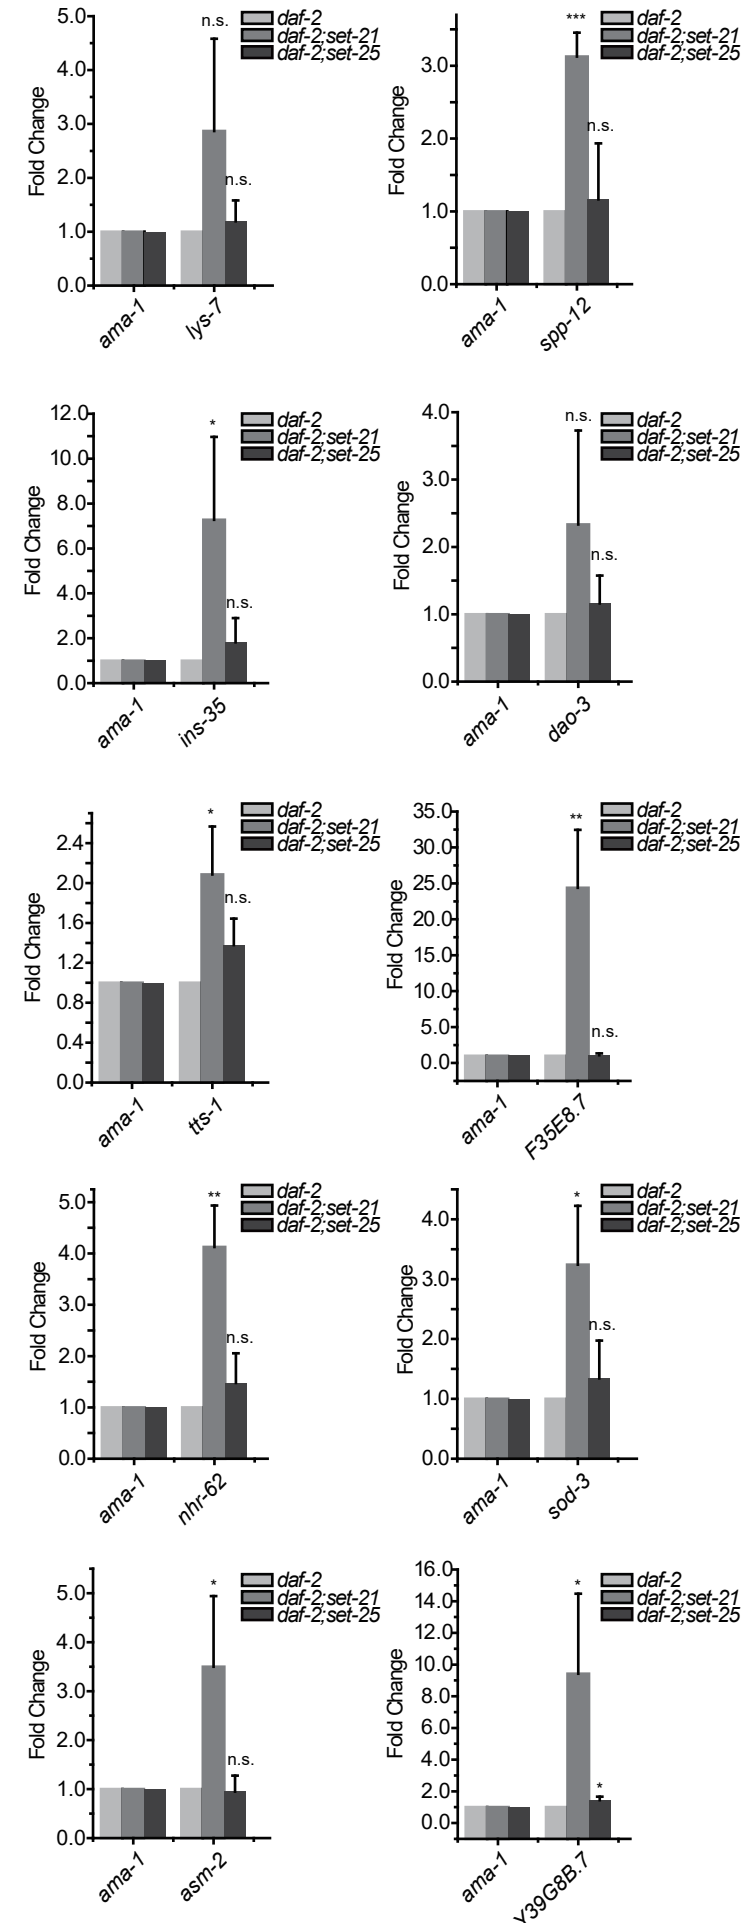 5.0
4.0
3.0
2.0
1.0
0.0
Fold Change
n.s.
n.s.
daf-2
daf-2;set-21
daf-2;set-25
ama-1
lys-7
3.0
2.0
1.0
0.0
Fold Change
***
n.s.
daf-2
daf-2;set-21
daf-2;set-25
ama-1
spp-12
12.0
10.0
8.0
6.0
4.0
2.0
0.0
Fold Change
*
n.s.
daf-2
daf-2;set-21
daf-2;set-25
ama-1
ins-35
4.0
3.0
2.0
1.0
0.0
Fold Change
n.s.
n.s.
daf-2
daf-2;set-21
daf-2;set-25
ama-1
dao-3
2.4
2.0
1.6
1.2
0.8
0.4
0.0
Fold Change
*
n.s.
daf-2
daf-2;set-21
daf-2;set-25
ama-1
tts-1
35.0
30.0
25.0
20.0
15.0
10.0
5.0
0.0
Fold Change
**
n.s.
daf-2
daf-2;set-21
daf-2;set-25
ama-1
F35E8.7
5.0
4.0
3.0
2.0
1.0
0.0
Fold Change
**
n.s.
daf-2
daf-2;set-21
daf-2;set-25
ama-1
nhr-62
4.0
3.0
2.0
1.0
0.0
Fold Change
*
n.s.
daf-2
daf-2;set-21
daf-2;set-25
ama-1
sod-3
5.0
4.0
3.0
2.0
1.0
0.0
Fold Change
*
n.s.
daf-2
daf-2;set-21
daf-2;set-25
ama-1
asm-2
16.0
14.0
12.0
10.0
8.0
6.0
4.0
2.0
0.0
Fold Change
*
*
daf-2
daf-2;set-21
daf-2;set-25
ama-1
Y39G8B.7